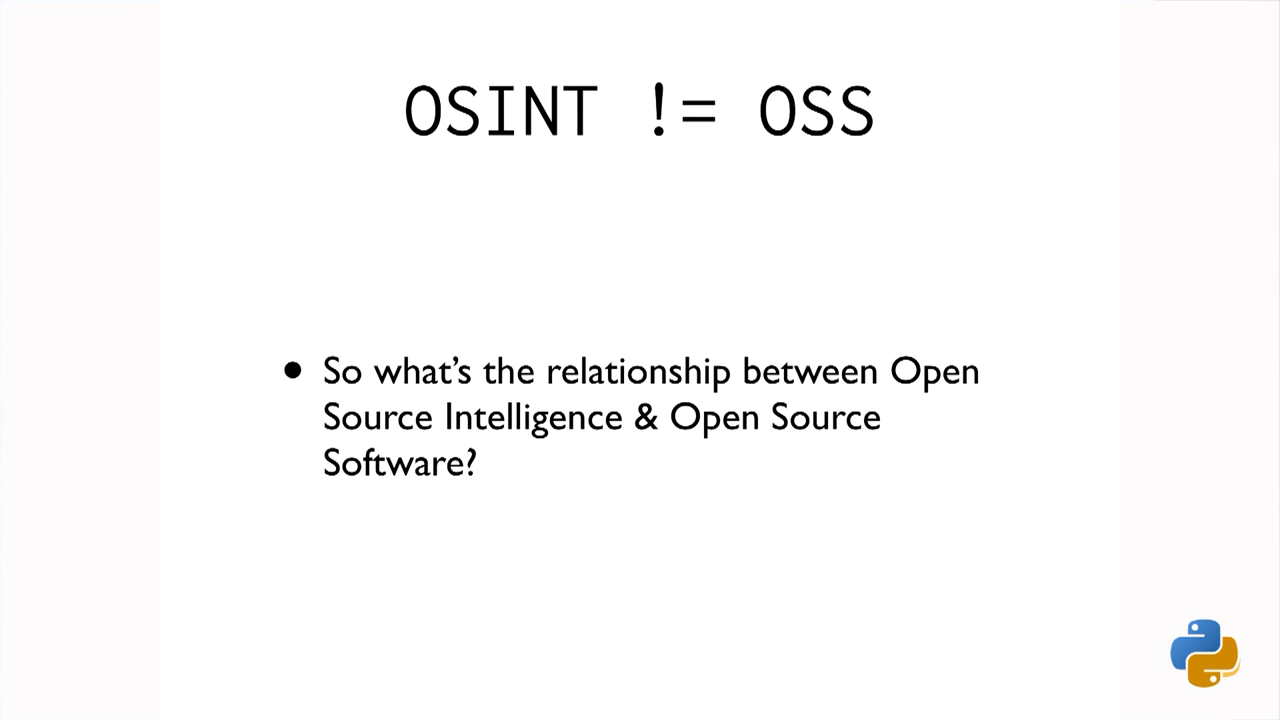 OSINT != OSS
• So what's the relationship between Open
Source Intelligence & Open Source
Software?